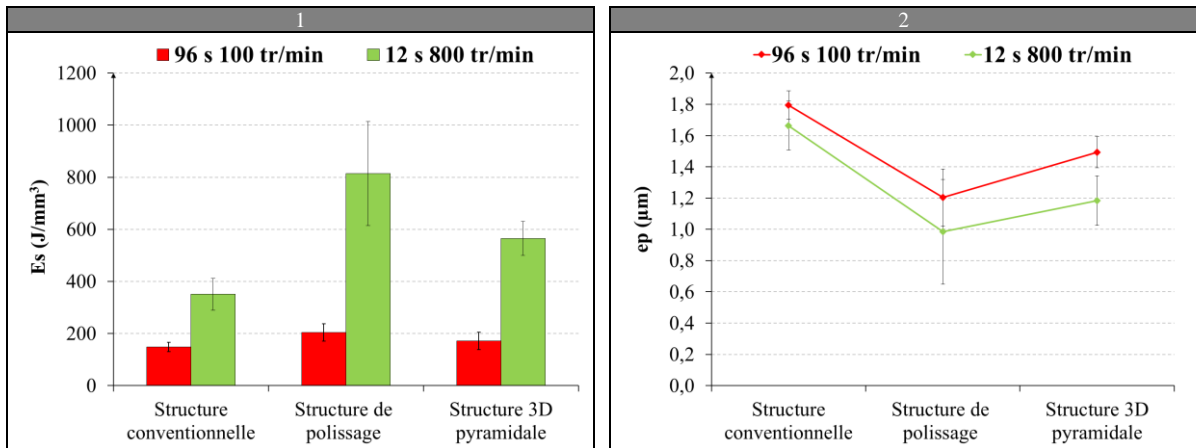 1
96 s 100 tr/min
12 s 800 tr/min
Es (J/mm³)
1200
1000
800
600
400
200
0
Structure
conventionnelle
Structure de
polissage
Structure 3D
pyramidale
2
96 s 100 tr/min
12 s 800 tr/min
ep (µm)
2,0
1,8
1,6
1,4
1,2
1,0
0,8
0,6
0,4
0,2
0,0
Structure
conventionnelle
Structure de
polissage
Structure 3D
pyramidale